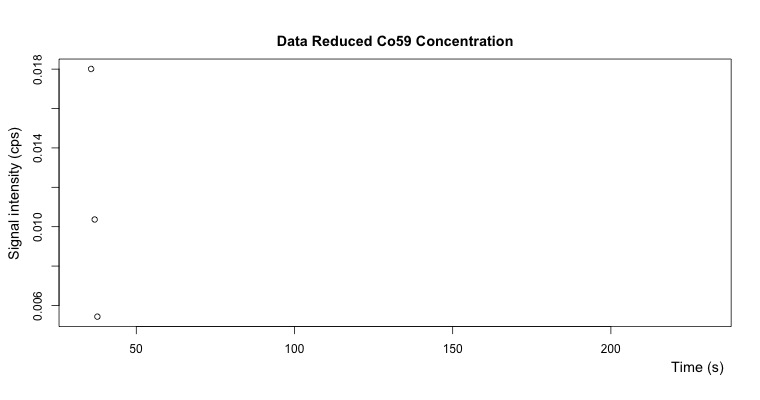 Data Reduced Co59 Concentration
Signal intensity (cps)
0.018
0.014
0.010
0.006
50 100 150 200
Time (s)